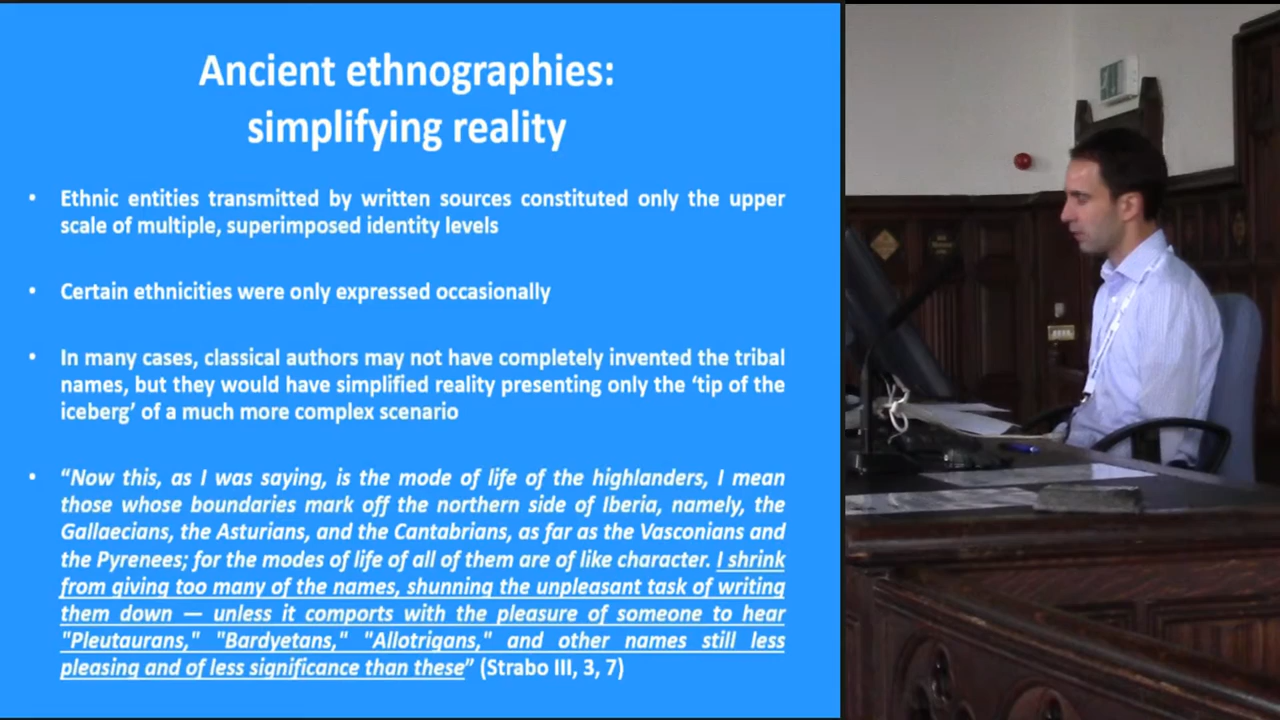 Ancient ethnographies:
simplifying reality
• Ethnic entities transmitted by written sources constituted only the upper
scale of multiple, superimposed identity levels
• Certain ethnicities were only expressed occasionally
• In many cases, classical authors may not have completely invented the tribal
names, but they would have simplified reality presenting only the ‘tip of the
iceberg’ of a much more complex scenario
• “Now this, as I was saying, is the mode of life of the highlanders, I mean
those whose boundaries mark off the northern side of Iberia, namely, the
Gallaecians, the Asturians, and the Cantabrians, as far as the Vasconians and
the Pyrenees; for the modes of life of all of them are of like character. I shrink
from giving too many of the names, shunning the unpleasant task of writing
them down — unless it comports with the pleasure of someone to hear
"Pleutaurans," "Bardyetans," "Allotrigans," and other names still less
pleasing and of less significance than these” (Strabo III, 3, 7)